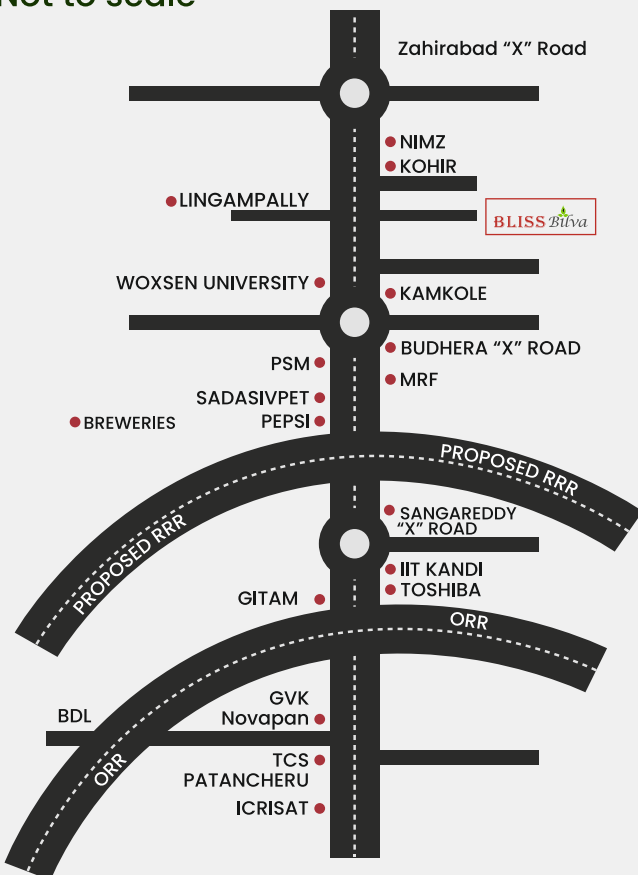 Not to scale
Zahirabad “X” Road
NIMZ
KOHIR
LINGAMPALLY
BLISS Bilva
WOXSEN UNIVERSITY
KAMKOLE
BUDHERA “X” ROAD
PSM
MRF
SADASIVPET
BREWERIES
PEPSI
PROPOSED RRR
PROPOSED RRR
SANGAREDDY
“X” ROAD
IIT KANDI
TOSHIBA
GITAM
ORR
GVK
BDL
Novapan
ORR
TCS
PATANCHERU
ICRISAT